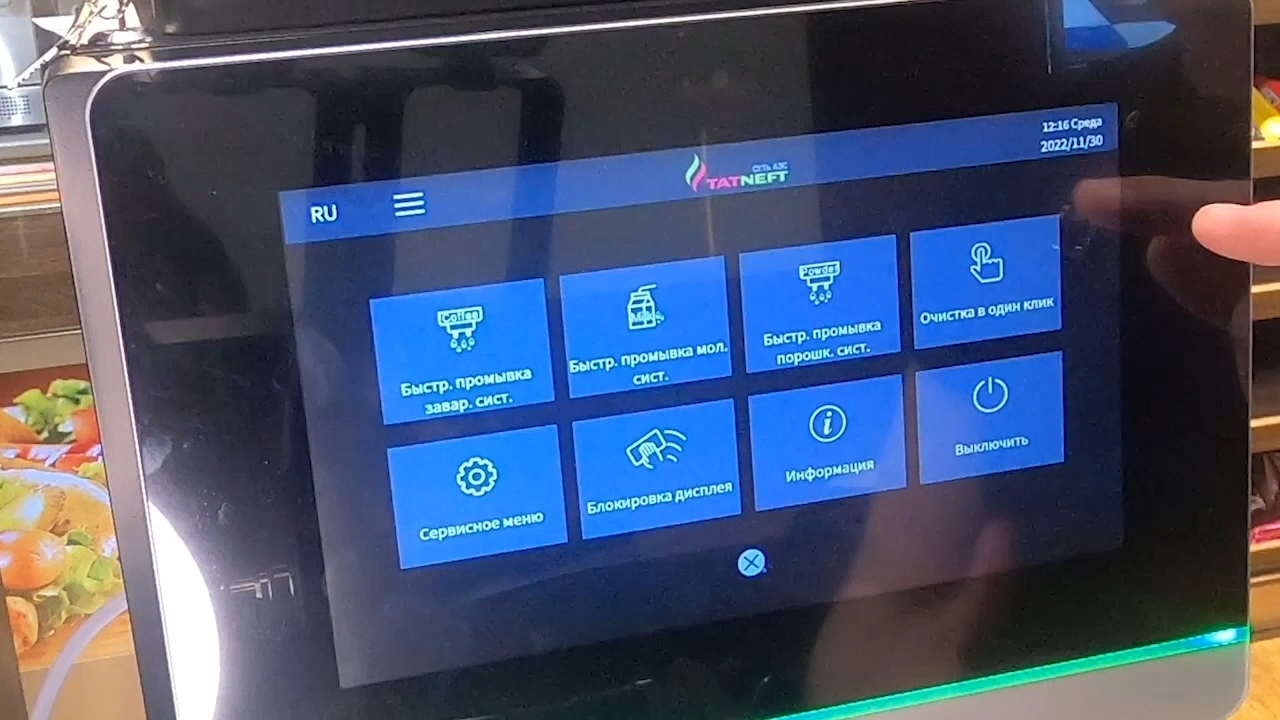 12:16 Среда
2022/11/30
RU
СЕТЬ АЗС
TATNEFT
Coffee
Быстр. промывка
завар. сист.
Milk
Быстр. промывка мол.
сист.
Powder
Быстр. промывка
порошк. сист.
Очистка в один клик
Сервисное меню
Блокировка дисплея
i
Информация
Выключить